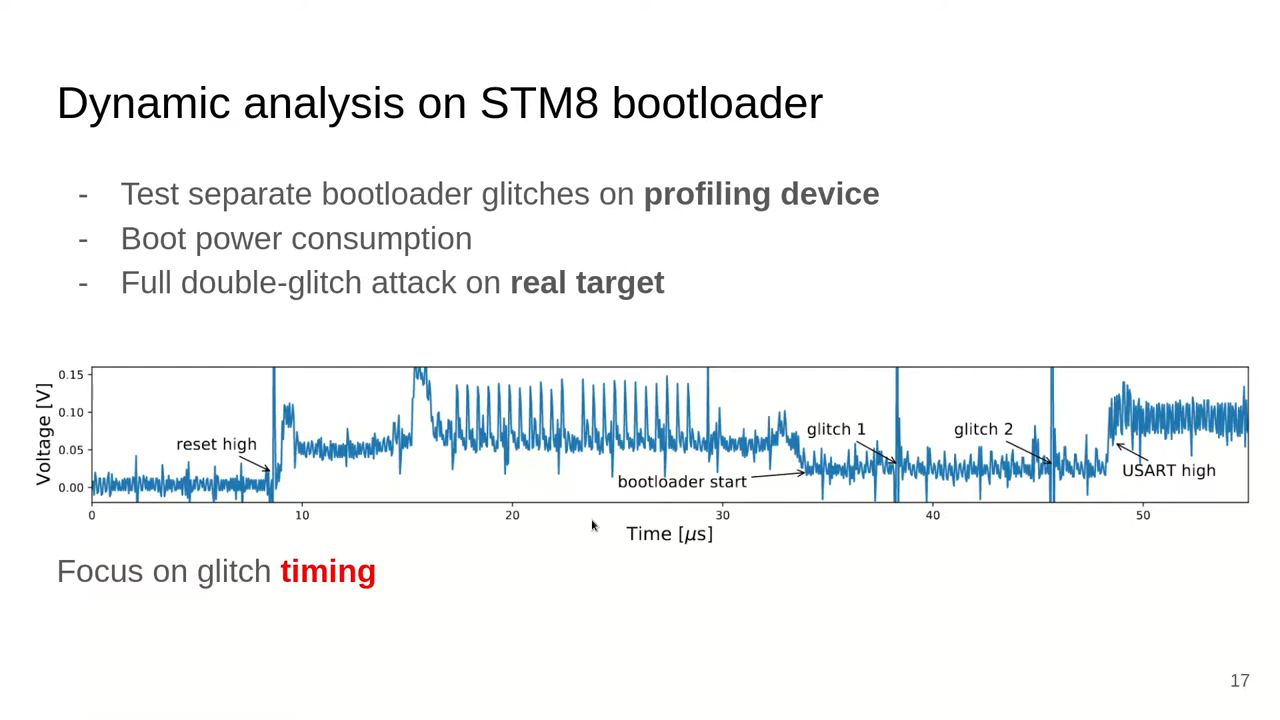 Dynamic analysis on STM8 bootloader
- Test separate bootloader glitches on profiling device
- Boot power consumption
- Full double-glitch attack on real target
Voltage [V]
0.15
0.10
0.05
0.00
reset high
bootloader start
glitch 1
glitch 2
USART high
0 10 20 30 40 50
Time [μs]
Focus on glitch timing
17